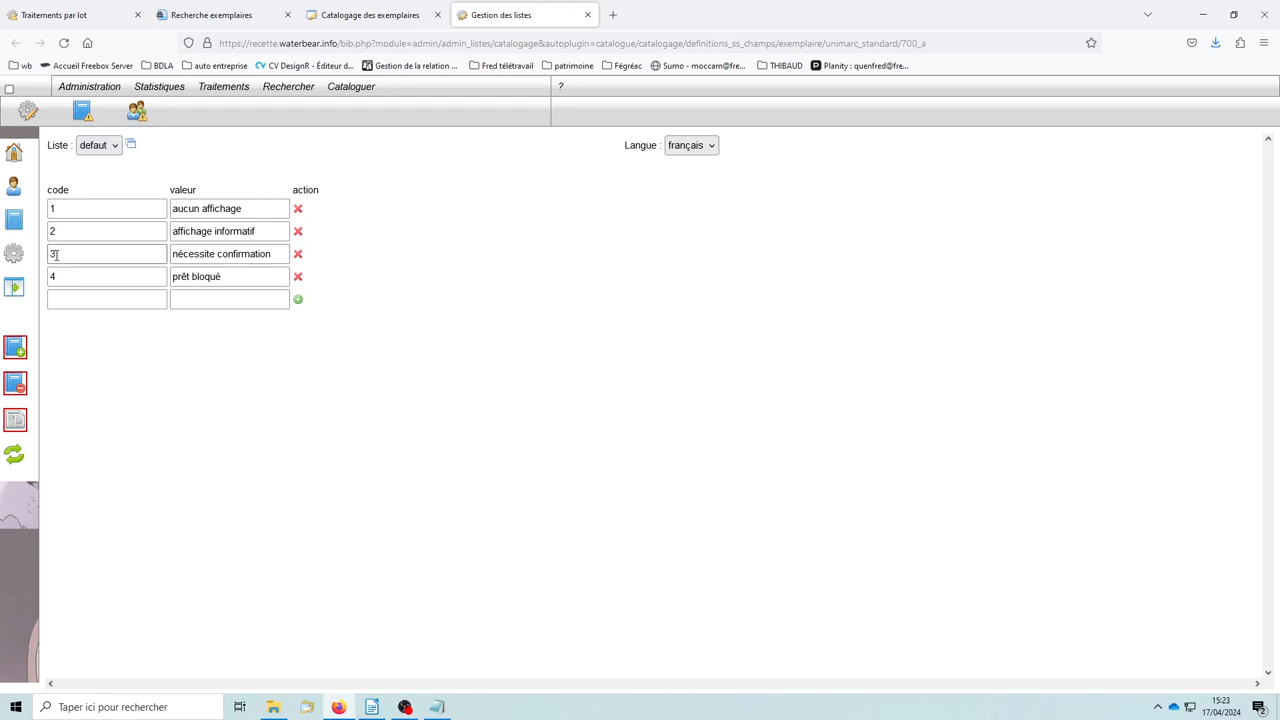 Traitements par lot
Recherche exemplaires
Catalogage des exemplaires
Gestion des listes
https://recette.waterbear.info/bib.php?module=admin/admin_listes/catalogage&autoplugin=catalogue/catalogage/definitions_ss_champs/exemplaire/unimarc_standard/700_a
wb
Accueil Freebox Server
BDLA
auto entreprise
CV DesignR - Éditeur d...
Gestion de la relation ...
Fred télétravail
patrimoine
Fégréac
Sumo - moccam@fre...
THIBAUD
Planity : quenfred@fre...
Administration Statistiques Traitements Rechercher Cataloguer ?
Liste : defaut
Langue : français
code valeur action
1 aucun affichage
2 affichage informatif
3 nécessite confirmation
4 prêt bloqué
Taper ici pour rechercher
15:23
17/04/2024
2